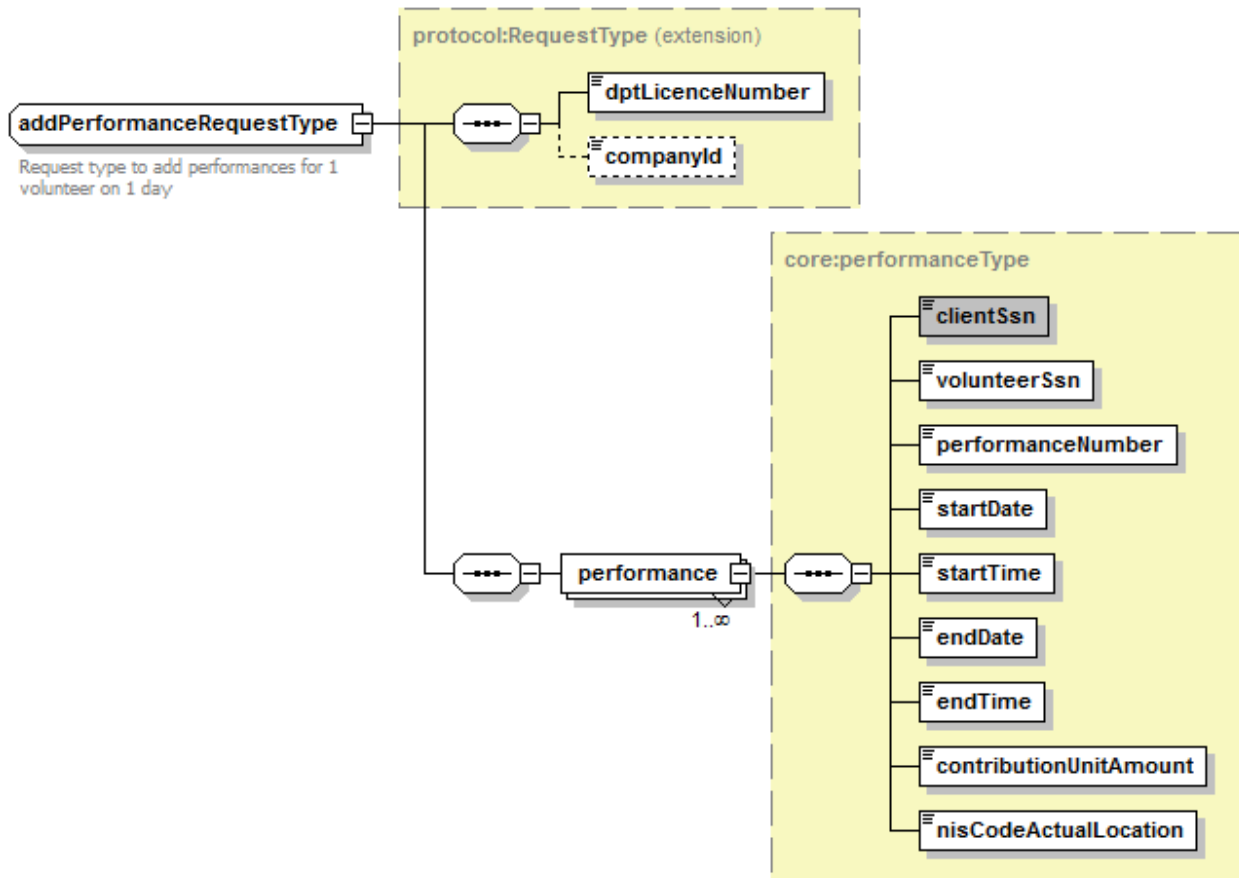 protocol:RequestType (extension)
dptLicenceNumber
addPerformanceRequestType
companyId
Request type to add performances for 1
volunteer on 1 day
core:performanceType
clientSsn
volunteerSsn
performanceNumber
startDate
performance
startTime
1..∞
endDate
endTime
contributionUnitAmount
nisCodeActualLocation